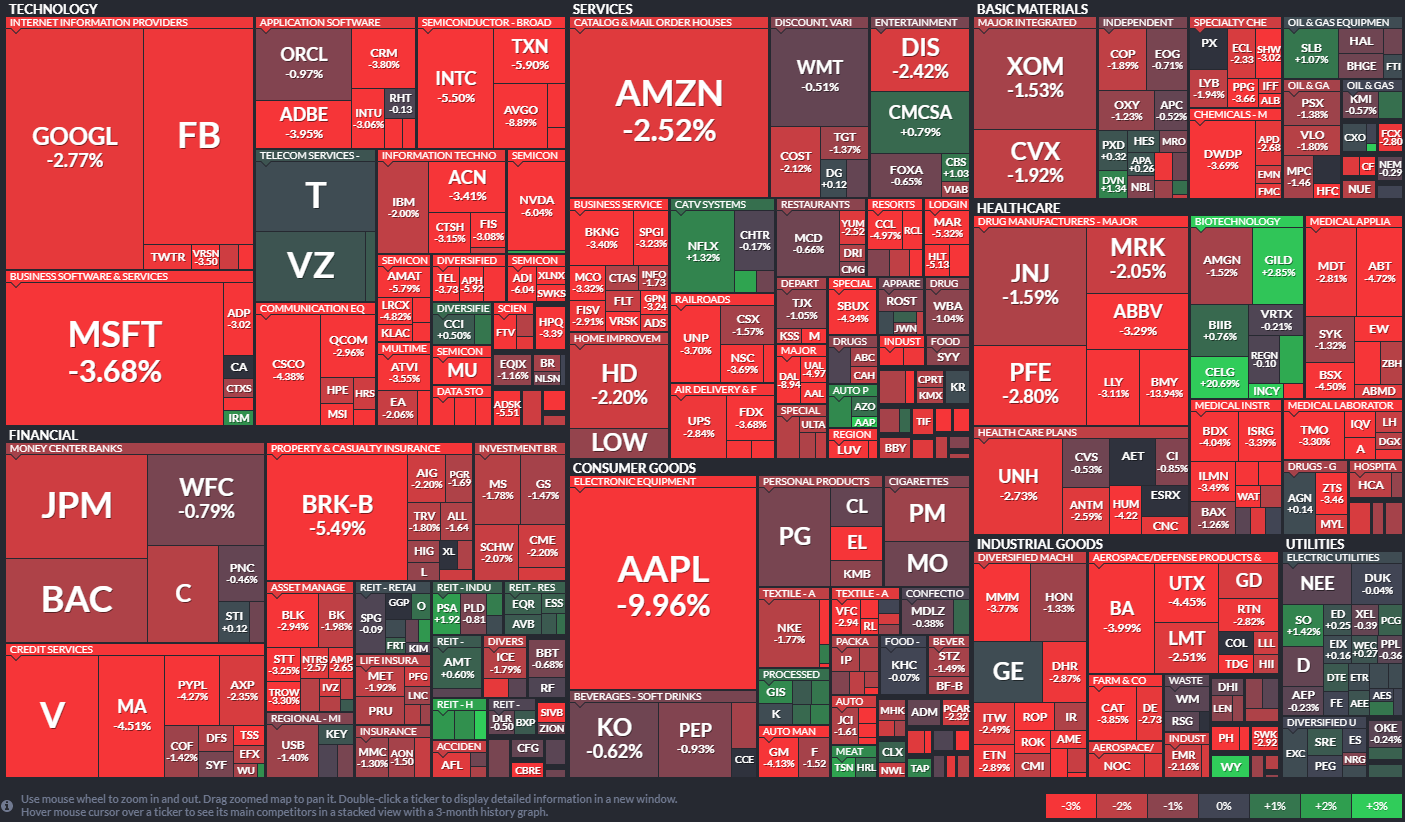 TECHNOLOGY
INTERNET INFORMATION PROVIDERS
GOOGL
-2.77%
FB
TWTR
VRSN
-3.50
APPLICATION SOFTWARE
ORCL
-0.97%
CRM
-3.80%
ADBE
-3.95%
INTU
-3.06%
RHT
-0.13
SEMICONDUCTOR - BROAD
INTC
-5.50%
TXN
-5.90%
AVGO
-8.89%
TELECOM SERVICES -
T
VZ
INFORMATION TECHNO
IBM
-2.00%
ACN
-3.41%
CTSH
-3.15%
FIS
-3.08%
SEMICON
NVDA
-6.04%
BUSINESS SOFTWARE & SERVICES
MSFT
-3.68%
ADP
-3.02
CA
CTXS
IRM
COMMUNICATION EQ
CSCO
-4.38%
QCOM
-2.96%
HPE
HRS
MSI
SEMICON
AMAT
-5.79%
LRCX
-4.82%
KLAC
DIVERSIFIED
TEL
-3.73
APH
-5.92
SEMICON
ADI
-6.04
XLNX
SWKS
DIVERSIFIE
CCI
+0.50%
SCIEN
FTV
HPQ
-3.39
MULTIME
ATVI
-3.55%
EA
-2.06%
SEMICON
MU
EQIX
-1.16%
BR
NLSN
DATA STO
ADSK
-5.51
FINANCIAL
MONEY CENTER BANKS
JPM
WFC
-0.79%
BAC
C
PNC
-0.46%
STI
+0.12
CREDIT SERVICES
V
MA
-4.51%
PYPL
-4.27%
AXP
-2.35%
COF
-1.42%
DFS
SYF
TSS
EFX
WU
PROPERTY & CASUALTY INSURANCE
BRK-B
-5.49%
AIG
-2.20%
PGR
-1.69
TRV
-1.80%
ALL
-1.64
HIG
XL
L
INVESTMENT BR
MS
-1.78%
GS
-1.47%
SCHW
-2.07%
CME
-2.20%
ASSET MANAGE
BLK
-2.94%
BK
-1.98%
STT
-3.25%
NTRS
-2.57
AMP
-2.65
TROW
-3.30%
IVZ
REGIONAL - MI
USB
-1.40%
KEY
REIT - RETAI
SPG
-0.09
GGP
O
FRT
KIM
LIFE INSURA
MET
-1.92%
PFG
PRU
LNC
INSURANCE
MMC
-1.30%
AON
-1.50
REIT - INDU
PSA
+1.92
PLD
-0.81
REIT - RES
EQR
ESS
AVB
REIT -
AMT
+0.60%
DIVERS
ICE
-1.79%
BBT
-0.68%
RF
REIT - H
REIT -
DLR
-0.50
BXP
SIVB
ZION
ACCIDEN
AFL
CFG
CBRE
SERVICES
CATALOG & MAIL ORDER HOUSES
AMZN
-2.52%
DISCOUNT, VARI
WMT
-0.51%
COST
-2.12%
TGT
-1.37%
DG
+0.12
ENTERTAINMENT
DIS
-2.42%
CMCSA
+0.79%
FOXA
-0.65%
CBS
+1.03
VIAB
BUSINESS SERVICE
BKNG
-3.40%
SPGI
-3.23%
MCO
-3.32%
CTAS
INFO
-1.73
FLT
GPN
-3.24
FISV
-2.91%
VRSK
ADS
CATV SYSTEMS
NFLX
+1.32%
CHTR
-0.17%
RESTAURANTS
MCD
-0.66%
YUM
-2.52
DRI
CMG
RESORTS
CCL
-4.97%
RCL
LODGIN
MAR
-5.32%
HLT
-5.13
RAILROADS
UNP
-3.70%
CSX
-1.57%
NSC
-3.69%
DEPART
TJX
-1.05%
KSS
M
SPECIAL
SBUX
-4.34%
APPARE
ROST
JWN
DRUG
WBA
-1.04%
HOME IMPROVEM
HD
-2.20%
LOW
MAJOR
DAL
-8.94
UAL
-4.97
AAL
DRUGS
ABC
CAH
INDUST
FOOD
SYY
AIR DELIVERY & F
UPS
-2.84%
FDX
-3.68%
AUTO P
AZO
AAP
CPRT
KMX
KR
SPECIAL
ULTA
REGION
LUV
TIF
BBY
CONSUMER GOODS
ELECTRONIC EQUIPMENT
AAPL
-9.96%
BEVERAGES - SOFT DRINKS
KO
-0.62%
PEP
-0.93%
CCE
PERSONAL PRODUCTS
PG
CL
EL
KMB
CIGARETTES
PM
MO
TEXTILE - A
NKE
-1.77%
TEXTILE - A
VFC
-2.94
RL
CONFECTIO
MDLZ
-0.38%
PACKA
IP
FOOD -
KHC
-0.07%
BEVER
STZ
-1.49%
BF-B
PROCESSED
GIS
K
AUTO
JCI
-1.61
MHK
ADM
PCAR
-2.32
AUTO MAN
GM
-4.13%
F
-1.52
MEAT
TSN
HRL
CLX
NWL
TAP
BASIC MATERIALS
MAJOR INTEGRATED
XOM
-1.53%
CVX
-1.92%
INDEPENDENT
COP
-1.89%
EOG
-0.71%
OXY
-1.23%
APC
-0.52%
PXD
+0.32
HES
MRO
APA
+0.26
DVN
+1.34
NBL
SPECIALTY CHE
PX
ECL
-2.33
SHW
-3.02
LYB
-1.94%
PPG
-3.66
IFF
ALB
CHEMICALS - M
DWDP
-3.69%
APD
-2.68
EMN
FMC
OIL & GAS EQUIPMEN
SLB
+1.07%
HAL
BHGE
FTI
OIL & GA
PSX
-1.38%
VLO
-1.80%
MPC
-1.46
HFC
OIL & GAS
KMI
-0.57%
CXO
FCX
-2.80
CF
NEM
-0.29
NUE
HEALTHCARE
DRUG MANUFACTURERS - MAJOR
JNJ
-1.59%
MRK
-2.05%
ABBV
-3.29%
PFE
-2.80%
LLY
-3.11%
BMY
-13.94%
BIOTECHNOLOGY
AMGN
-1.52%
GILD
+2.85%
BIIB
+0.76%
VRTX
-0.21%
REGN
-0.10
CELG
+20.69%
INCY
MEDICAL APPLIA
MDT
-2.81%
ABT
-4.72%
SYK
-1.32%
EW
ZBH
BSX
-4.50%
ABMD
HEALTH CARE PLANS
UNH
-2.73%
CVS
-0.53%
AET
CI
-0.85%
ANTM
-2.59%
HUM
-4.22
ESRX
CNC
MEDICAL INSTR
BDX
-4.04%
ISRG
-3.39%
ILMN
-3.49%
WAT
BAX
-1.26%
MEDICAL LABORATOR
TMO
-3.30%
IQV
LH
A
DGX
DRUGS - G
AGN
+0.14
ZTS
-3.46
MYL
HOSPITA
HCA
INDUSTRIAL GOODS
DIVERSIFIED MACHI
MMM
-3.77%
HON
-1.33%
GE
DHR
-2.87%
ITW
-2.49%
ROP
IR
ROK
AME
ETN
-2.89%
CMI
AEROSPACE/DEFENSE PRODUCTS &
BA
-3.99%
UTX
-4.45%
GD
RTN
-2.82%
LMT
-2.51%
COL
LLL
TDG
HII
FARM & CO
CAT
-3.85%
DE
-2.73
WASTE
WM
RSG
DHI
LEN
AEROSPACE/
NOC
INDUST
EMR
-2.16%
PH
SWK
-2.92
WY
UTILITIES
ELECTRIC UTILITIES
NEE
DUK
-0.04%
SO
+1.42%
ED
+0.25
XEL
-0.39
PCG
D
EIX
+0.16
WEC
+0.27
PPL
-0.36
DTE
ETR
AEP
-0.23%
FE
AEE
AES
DIVERSIFIED U
EXC
SRE
ES
OKE
-0.24%
PEG
NRG
Use mouse wheel to zoom in and out. Drag zoomed map to pan it. Double-click a ticker to display detailed information in a new window.
Hover mouse cursor over a ticker to see its main competitors in a stacked view with a 3-month history graph.
-3%
-2%
-1%
0%
+1%
+2%
+3%